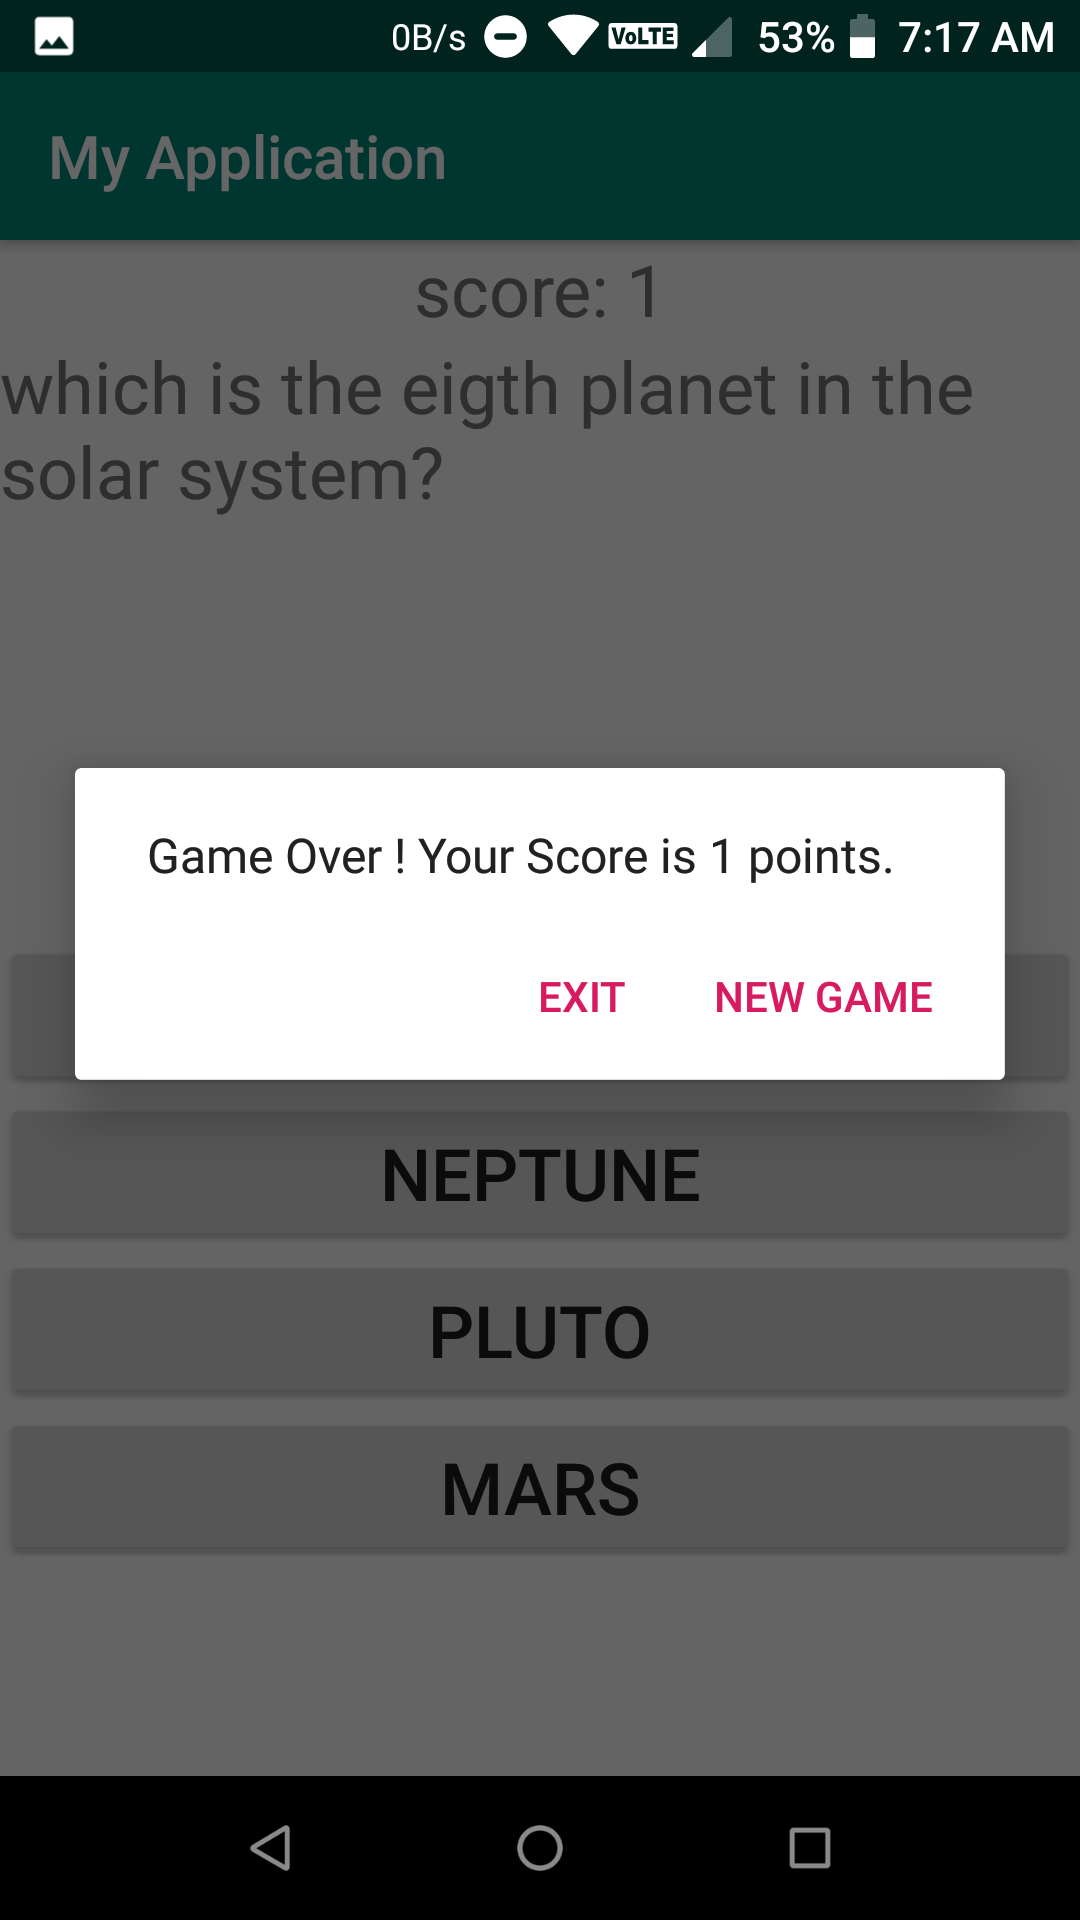 0B/s VoLTE 53% 7:17 AM
My Application
score: 1
which is the eigth planet in the
solar system?
Game Over ! Your Score is 1 points.
EXIT NEW GAME
NEPTUNE
PLUTO
MARS